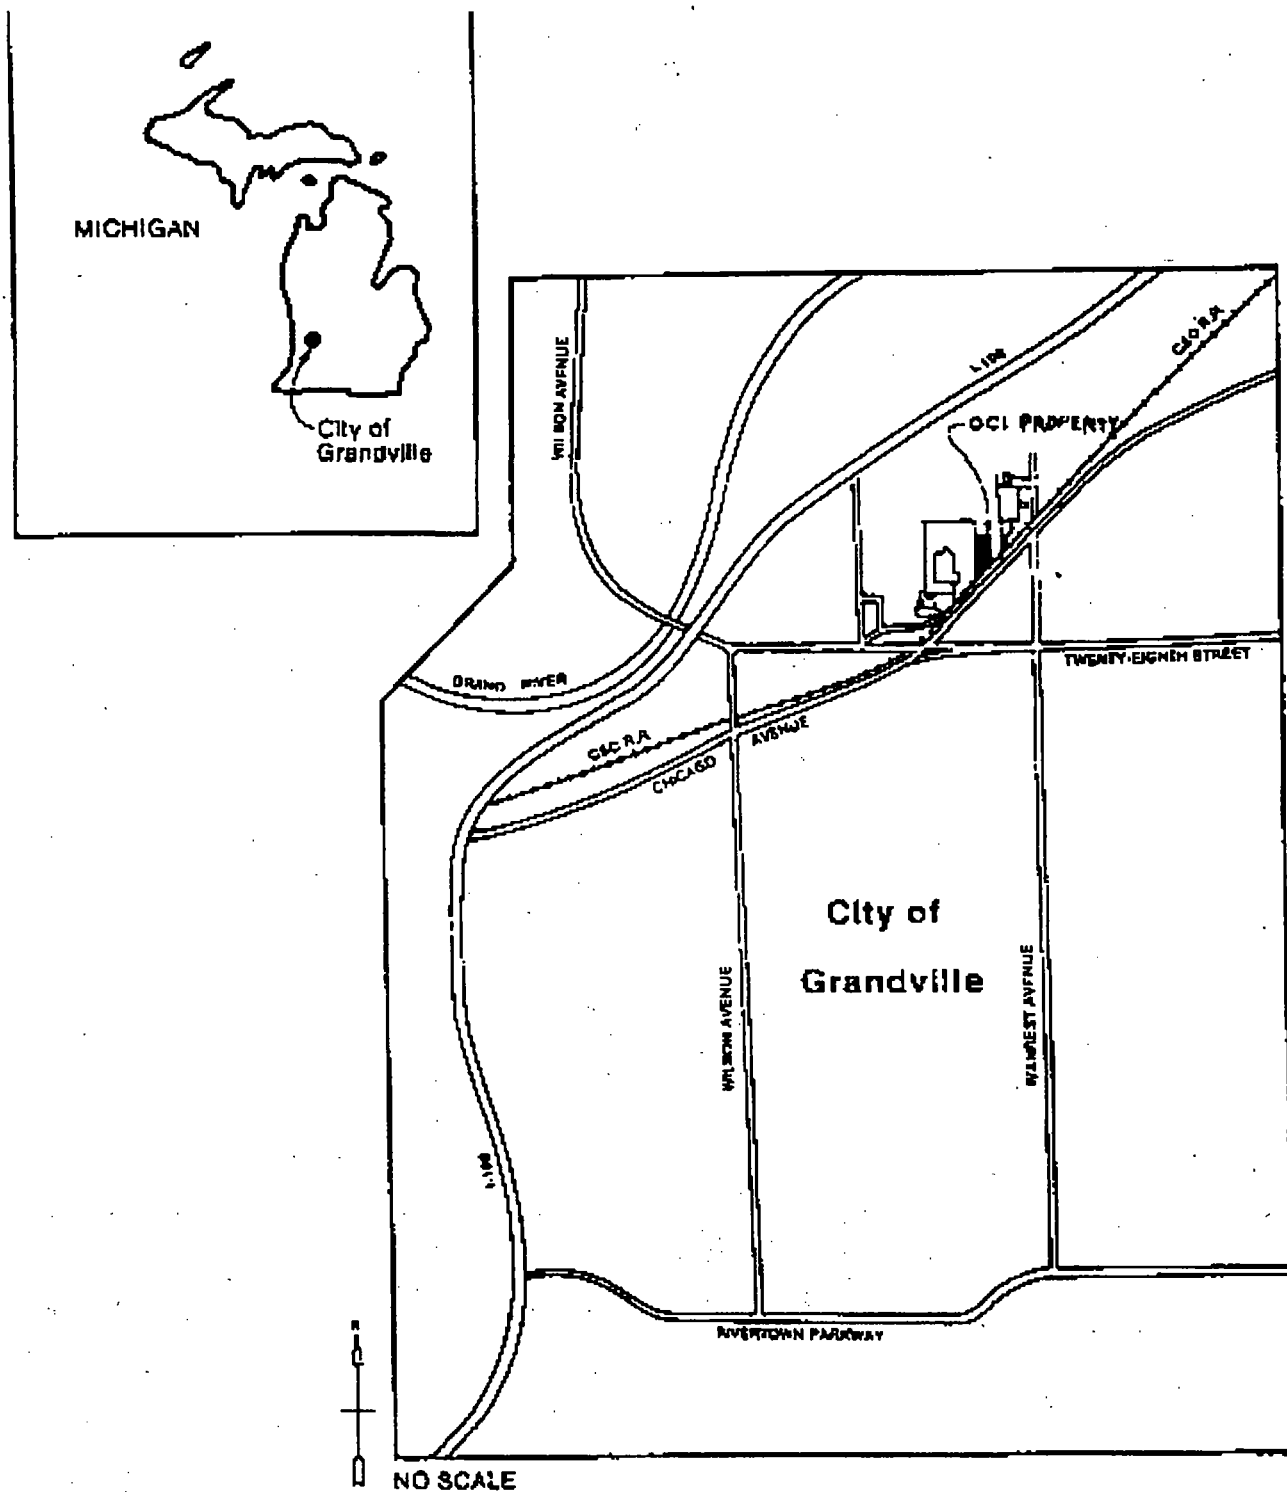 MICHIGAN
City of
Grandville
WILSON AVENUE
I-196
C&O R.R.
OCI PROPERTY
GRAND RIVER
TWENTY-EIGHTH STREET
C&O R.R.
CHICAGO AVENUE
City of
Grandville
WILSON AVENUE
AVENUE
I-196
RIVERTOWN PARKWAY
N
NO SCALE